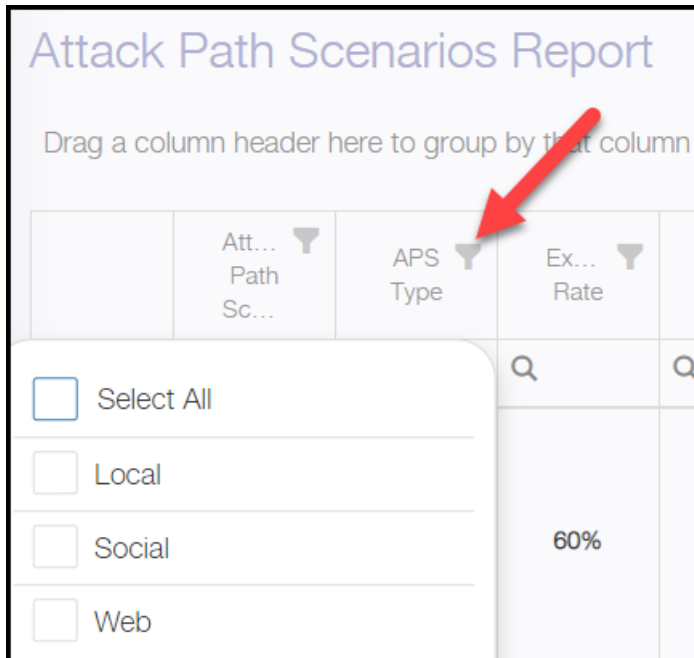 Attack Path Scenarios Report
Drag a column header here to group by that column
Att...
Path
Sc...
APS
Type
Ex...
Rate
Select All
Local
Social
Web
60%